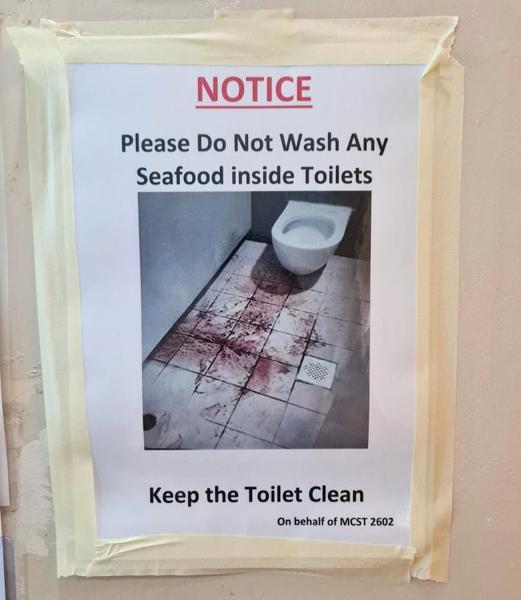 NOTICE
Please Do Not Wash Any
Seafood inside Toilets
Keep the Toilet Clean
On behalf of MCST 2602